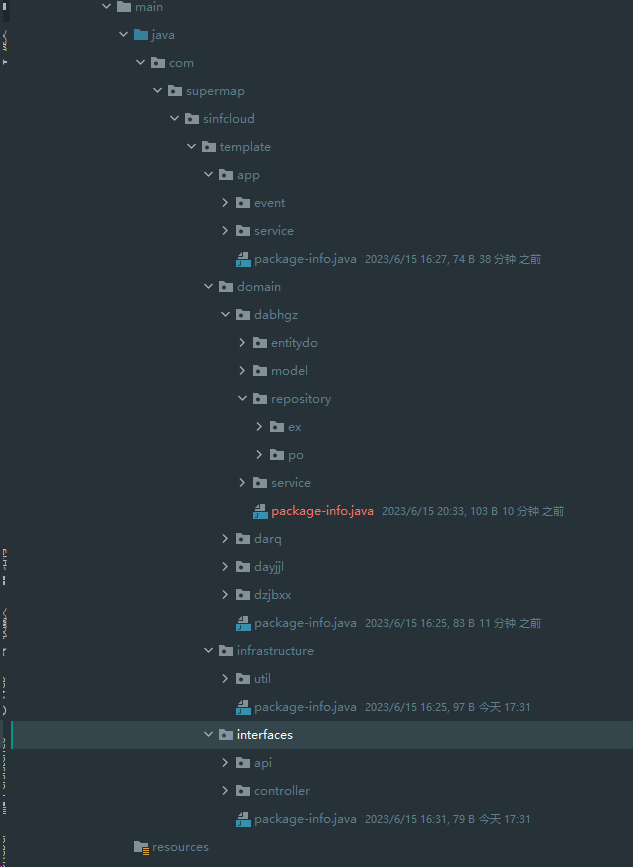 main
java
com
supermap
sinfcloud
template
app
event
service
package-info.java 2023/6/15 16:27, 74 B 38 分钟 之前
domain
dabhgz
entitydo
model
repository
ex
po
service
package-info.java 2023/6/15 20:33, 103 B 10 分钟 之前
darq
dayjjl
dzjbxx
package-info.java 2023/6/15 16:25, 83 B 11 分钟 之前
infrastructure
util
package-info.java 2023/6/15 16:25, 97 B 今天 17:31
interfaces
api
controller
package-info.java 2023/6/15 16:31, 79 B 今天 17:31
resources